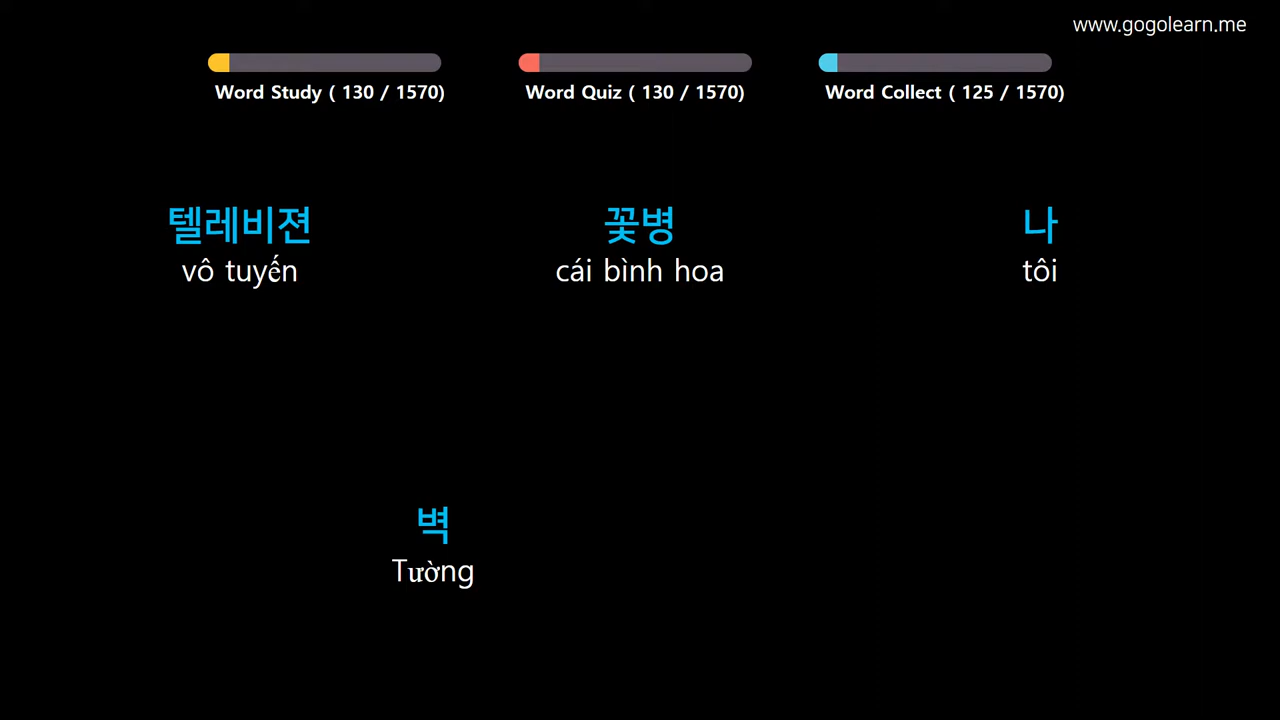 www.gogolearn.me
Word Study ( 130 / 1570)
Word Quiz ( 130 / 1570)
Word Collect ( 125 / 1570)
텔레비젼
vô tuyến
꽃병
cái bình hoa
나
tôi
벽
Tường